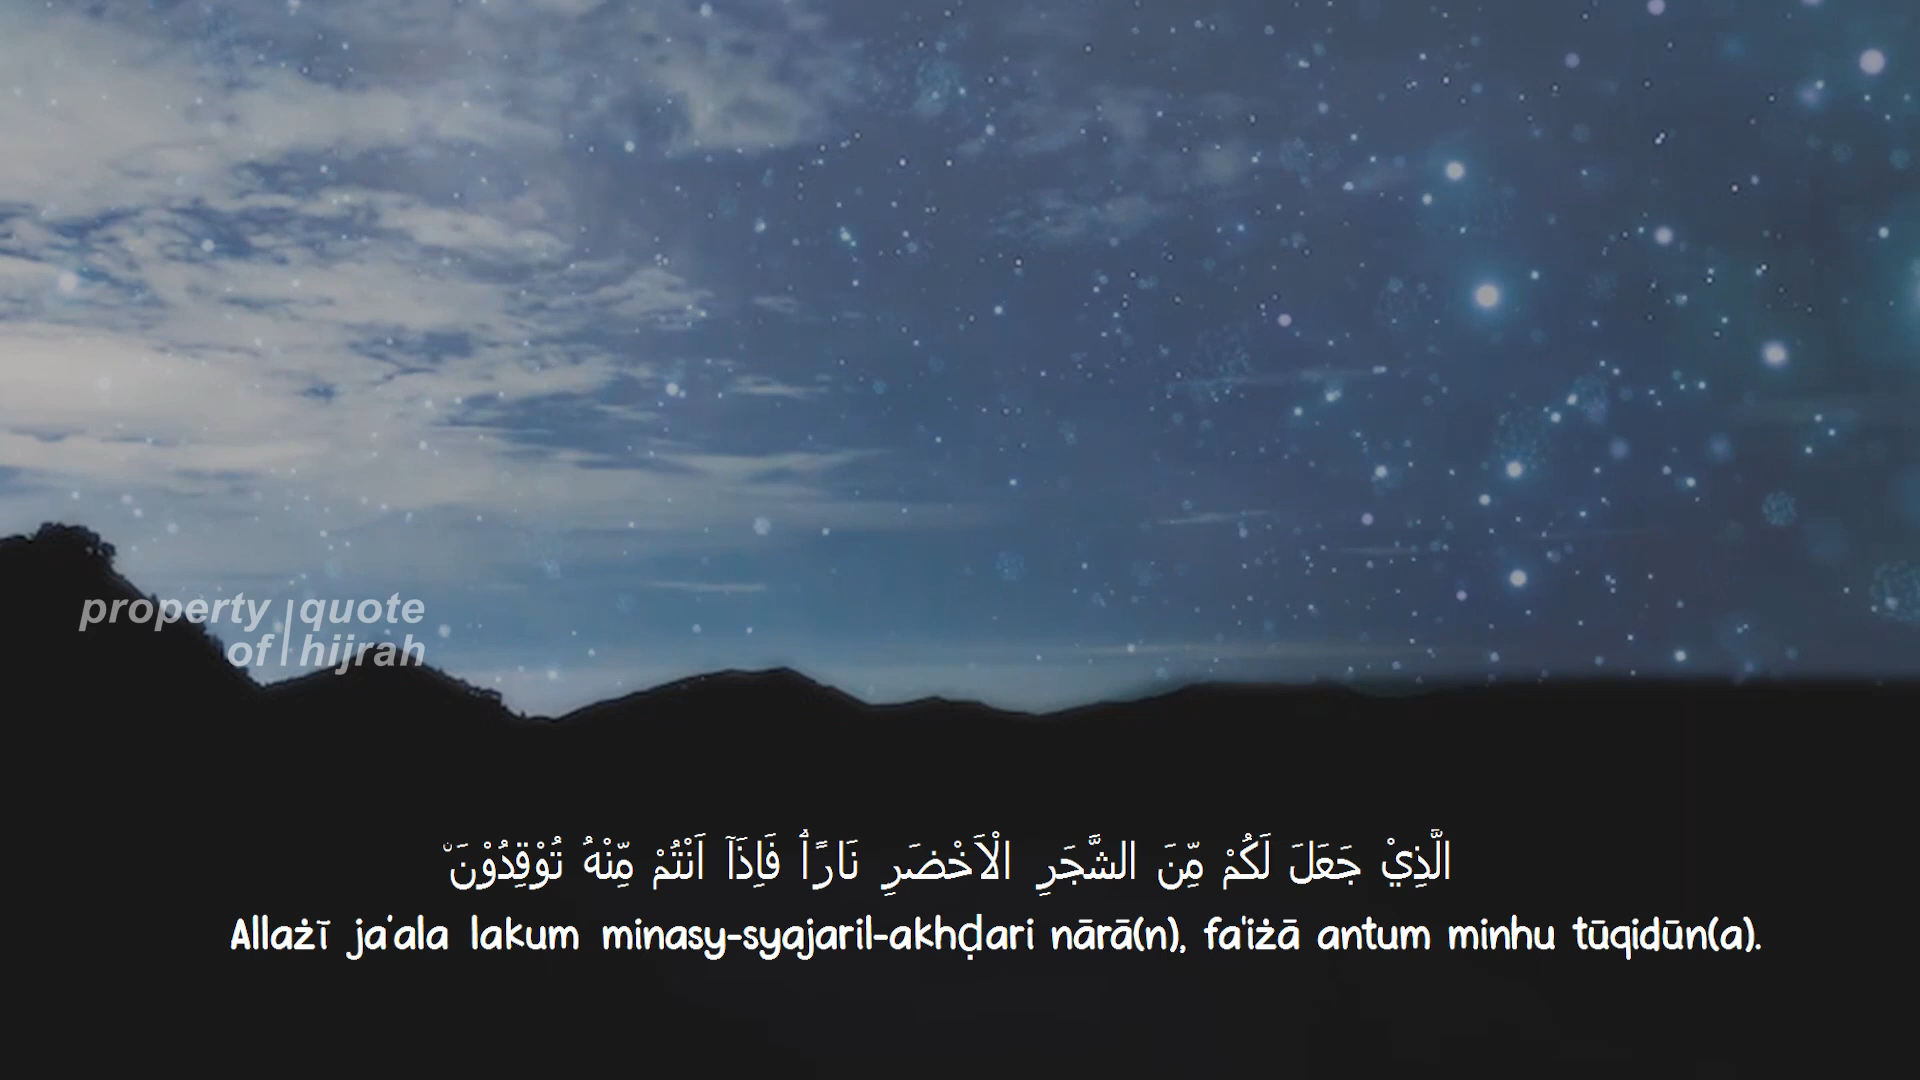 property quote
of hijrah
الَّذِيْ جَعَلَ لَكُمْ مِّنَ الشَّجَرِ الْاَخْضَرِ نَارًاۙ فَاِذَآ اَنْتُمْ مِّنْهُ تُوْقِدُوْنَ
Allażī ja'ala lakum minasy-syajaril-akhḍari nārā(n), fa'iżā antum minhu tūqidūn(a).